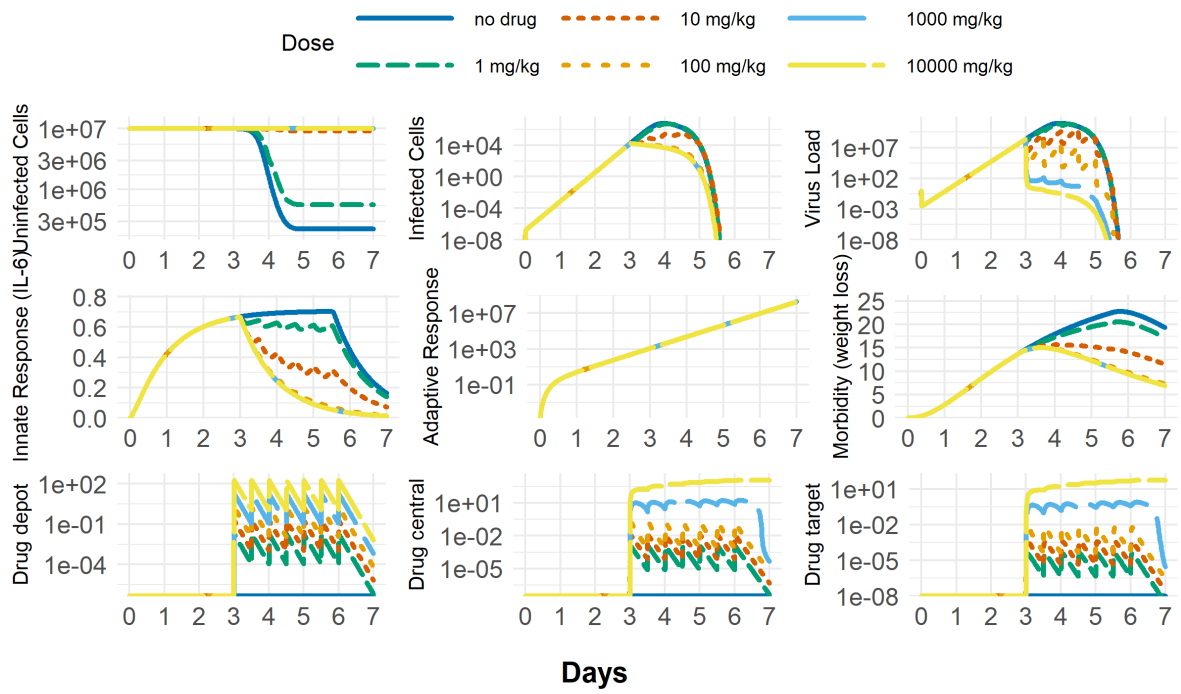 Dose
no drug 10 mg/kg 1000 mg/kg
1 mg/kg 100 mg/kg 10000 mg/kg
Uninfected Cells
1e+07
3e+06
1e+06
3e+05
0 1 2 3 4 5 6 7
Infected Cells
1e+04
1e+00
1e-04
1e-08
0 1 2 3 4 5 6 7
Virus Load
1e+07
1e+02
1e-03
1e-08
0 1 2 3 4 5 6 7
Innate Response (IL-6)
0.8
0.6
0.4
0.2
0.0
0 1 2 3 4 5 6 7
Adaptive Response
1e+07
1e+03
1e-01
0 1 2 3 4 5 6 7
Morbidity (weight loss)
25
20
15
10
5
0
0 1 2 3 4 5 6 7
Drug depot
1e+02
1e-01
1e-04
0 1 2 3 4 5 6 7
Drug central
1e+01
1e-02
1e-05
0 1 2 3 4 5 6 7
Drug target
1e+01
1e-02
1e-05
1e-08
0 1 2 3 4 5 6 7
Days